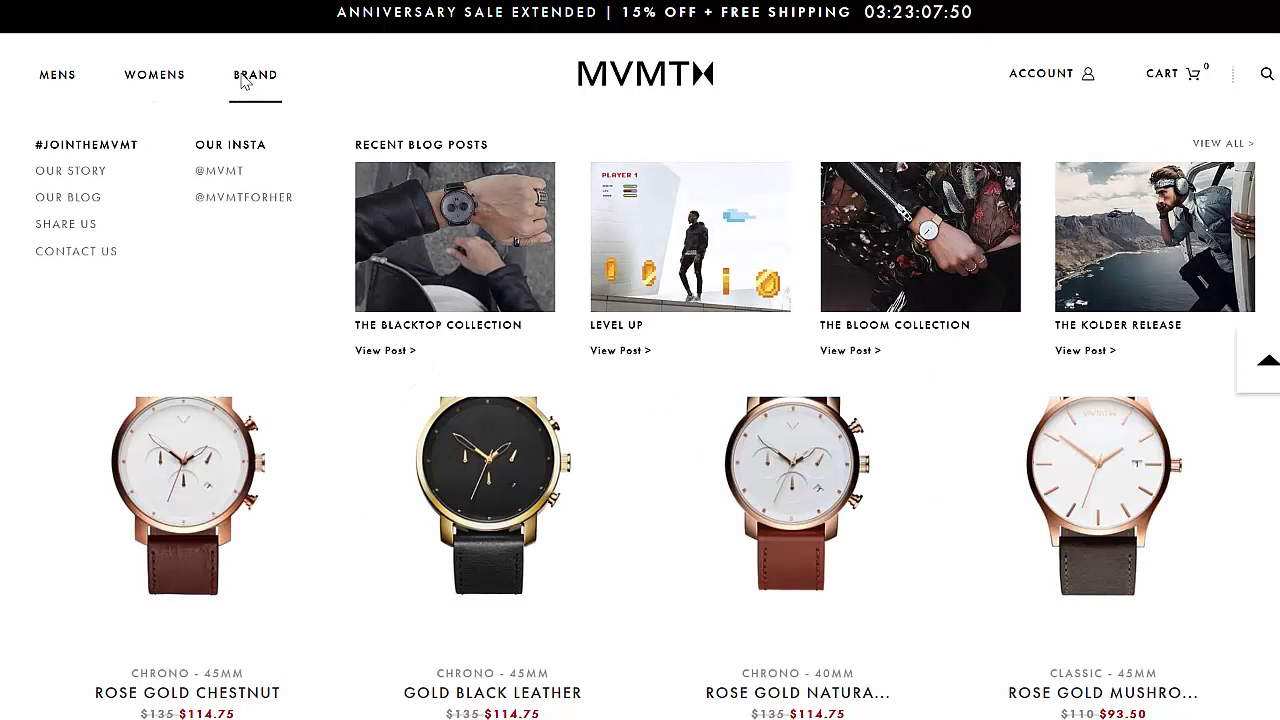 ANNIVERSARY SALE EXTENDED | 15% OFF + FREE SHIPPING 03:23:07:50
MENS WOMENS BRAND MVMT ACCOUNT CART 0
#JOINTHEMVMT OUR INSTA RECENT BLOG POSTS VIEW ALL >
OUR STORY @MVMT
OUR BLOG @MVMTFORHER
SHARE US
CONTACT US
PLAYER 1
THE BLACKTOP COLLECTION LEVEL UP THE BLOOM COLLECTION THE KOLDER RELEASE
View Post > View Post > View Post > View Post >
MVMT
CHRONO - 45MM CHRONO - 45MM CHRONO - 40MM CLASSIC - 45MM
ROSE GOLD CHESTNUT GOLD BLACK LEATHER ROSE GOLD NATURA... ROSE GOLD MUSHRO...
$135 $114.75 $135 $114.75 $135 $114.75 $110 $93.50